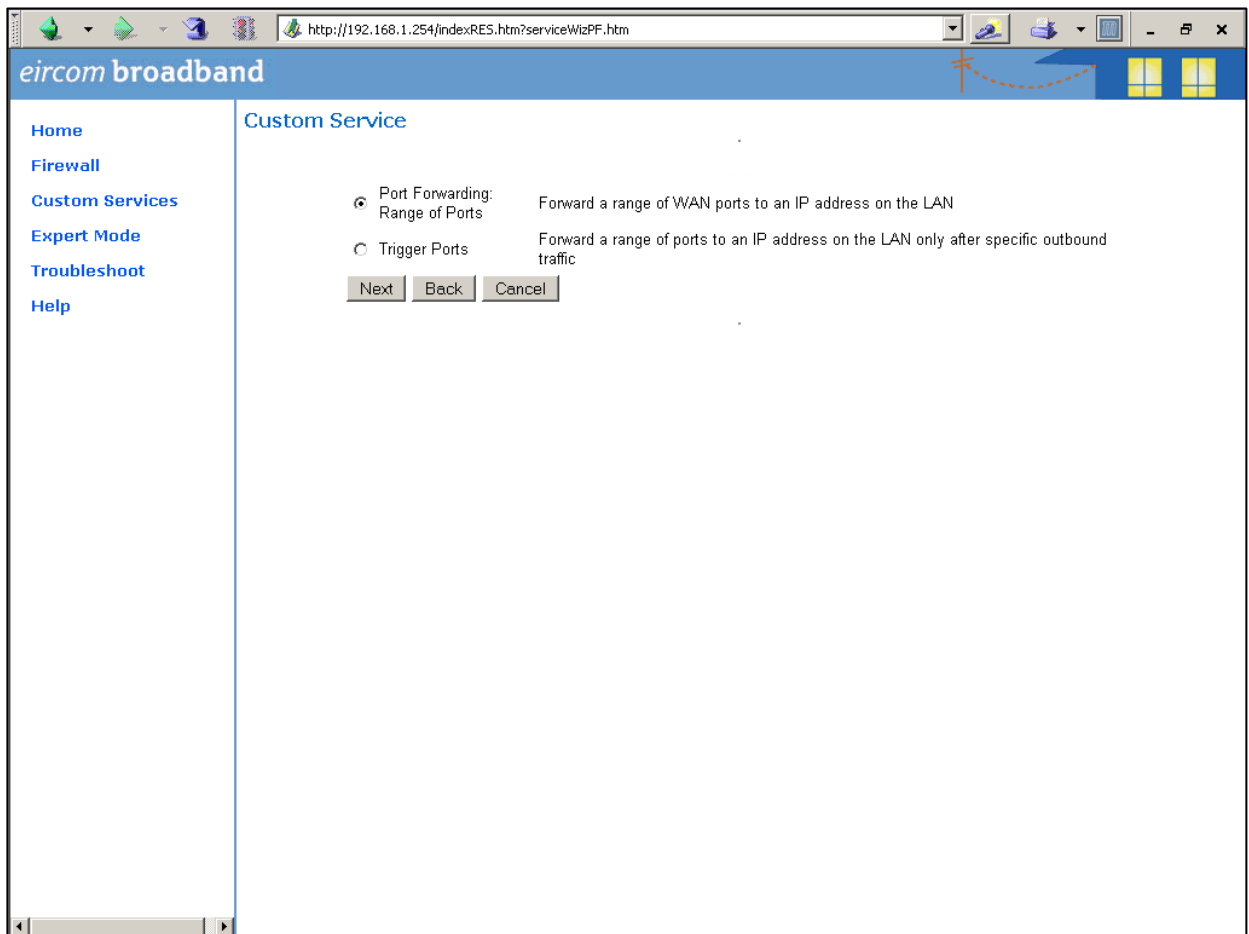 http://192.168.1.254/indexRES.htm?serviceWizPF.htm
eircom broadband
Home
Firewall
Custom Services
Expert Mode
Troubleshoot
Help
Custom Service
Port Forwarding:
Range of Ports
Forward a range of WAN ports to an IP address on the LAN
Trigger Ports
Forward a range of ports to an IP address on the LAN only after specific outbound
traffic
Next Back Cancel